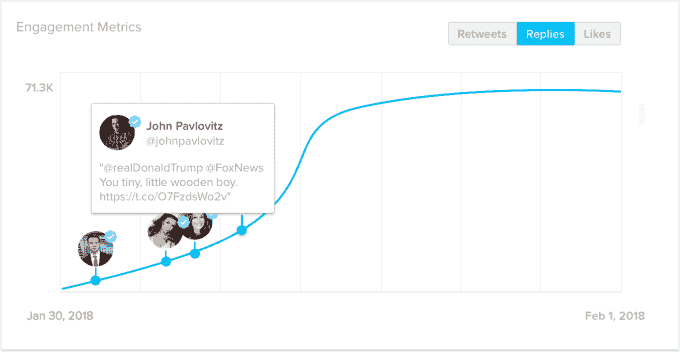 Engagement Metrics
Retweets Replies Likes
71.3K
John Pavlovitz
@johnpavlovitz
"@realDonaldTrump @FoxNews
You tiny, little wooden boy.
https://t.co/O7FzdsWo2v"
Jan 30, 2018 Feb 1, 2018